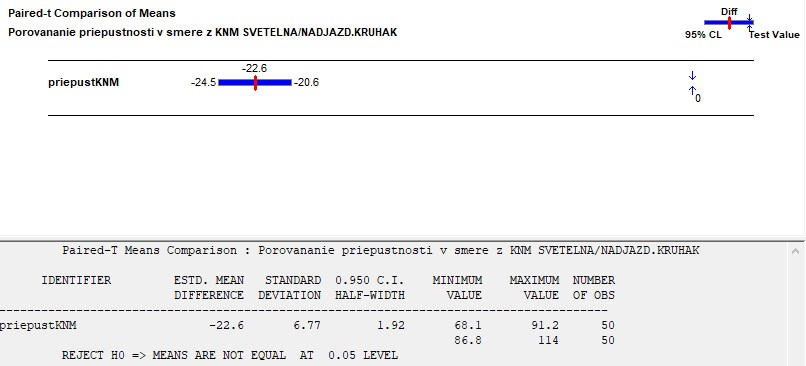 Paired-t Comparison of Means
Porovananie priepustnosti v smere z KNM SVETELNA/NADJAZD.KRUHAK
Diff
95% CL Test Value
-22.6
priepustKNM -24.5 -20.6
0
Paired-T Means Comparison : Porovananie priepustnosti v smere z KNM SVETELNA/NADJAZD.KRUHAK
IDENTIFIER ESTD. MEAN STANDARD 0.950 C.I. MINIMUM MAXIMUM NUMBER
DIFFERENCE DEVIATION HALF-WIDTH VALUE VALUE OF OBS
priepustKNM -22.6 6.77 1.92 68.1 91.2 50
86.8 114 50
REJECT H0 => MEANS ARE NOT EQUAL AT 0.05 LEVEL